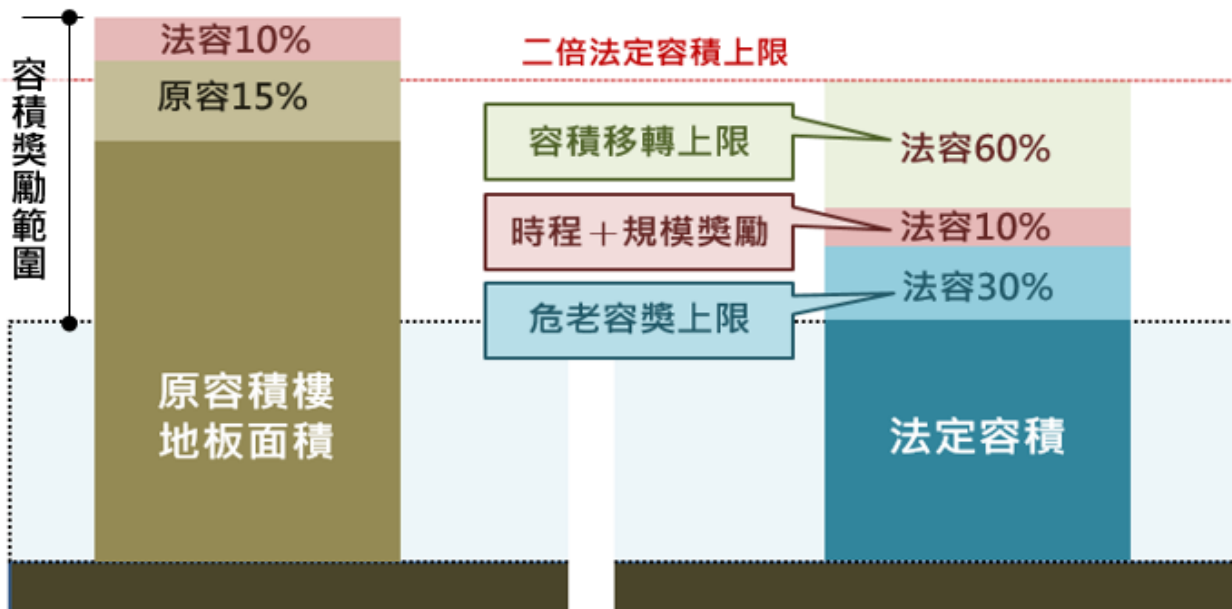 容積獎勵範圍
法容10%
原容15%
原容積樓
地板面積
二倍法定容積上限
容積移轉上限
法容60%
時程＋規模獎勵
法容10%
危老容獎上限
法容30%
法定容積